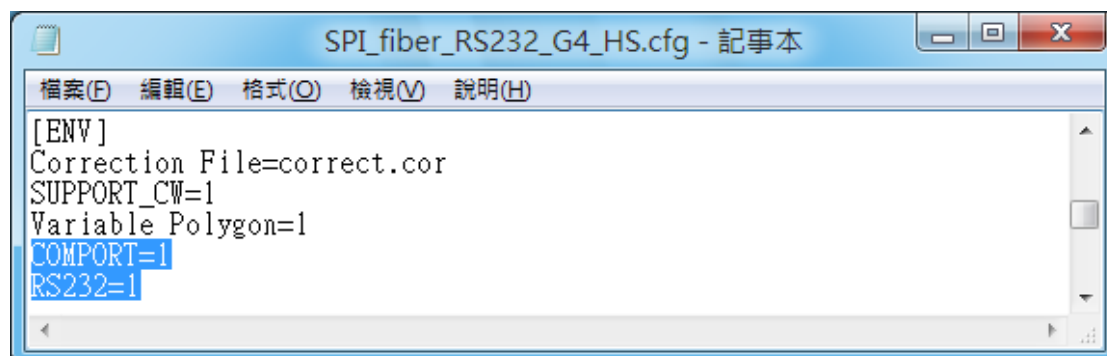 SPI_fiber_RS232_G4_HS.cfg - 記事本
檔案(F) 編輯(E) 格式(O) 檢視(V) 說明(H)
[ENV]
Correction File=correct.cor
SUPPORT_CW=1
Variable Polygon=1
COMPORT=1
RS232=1